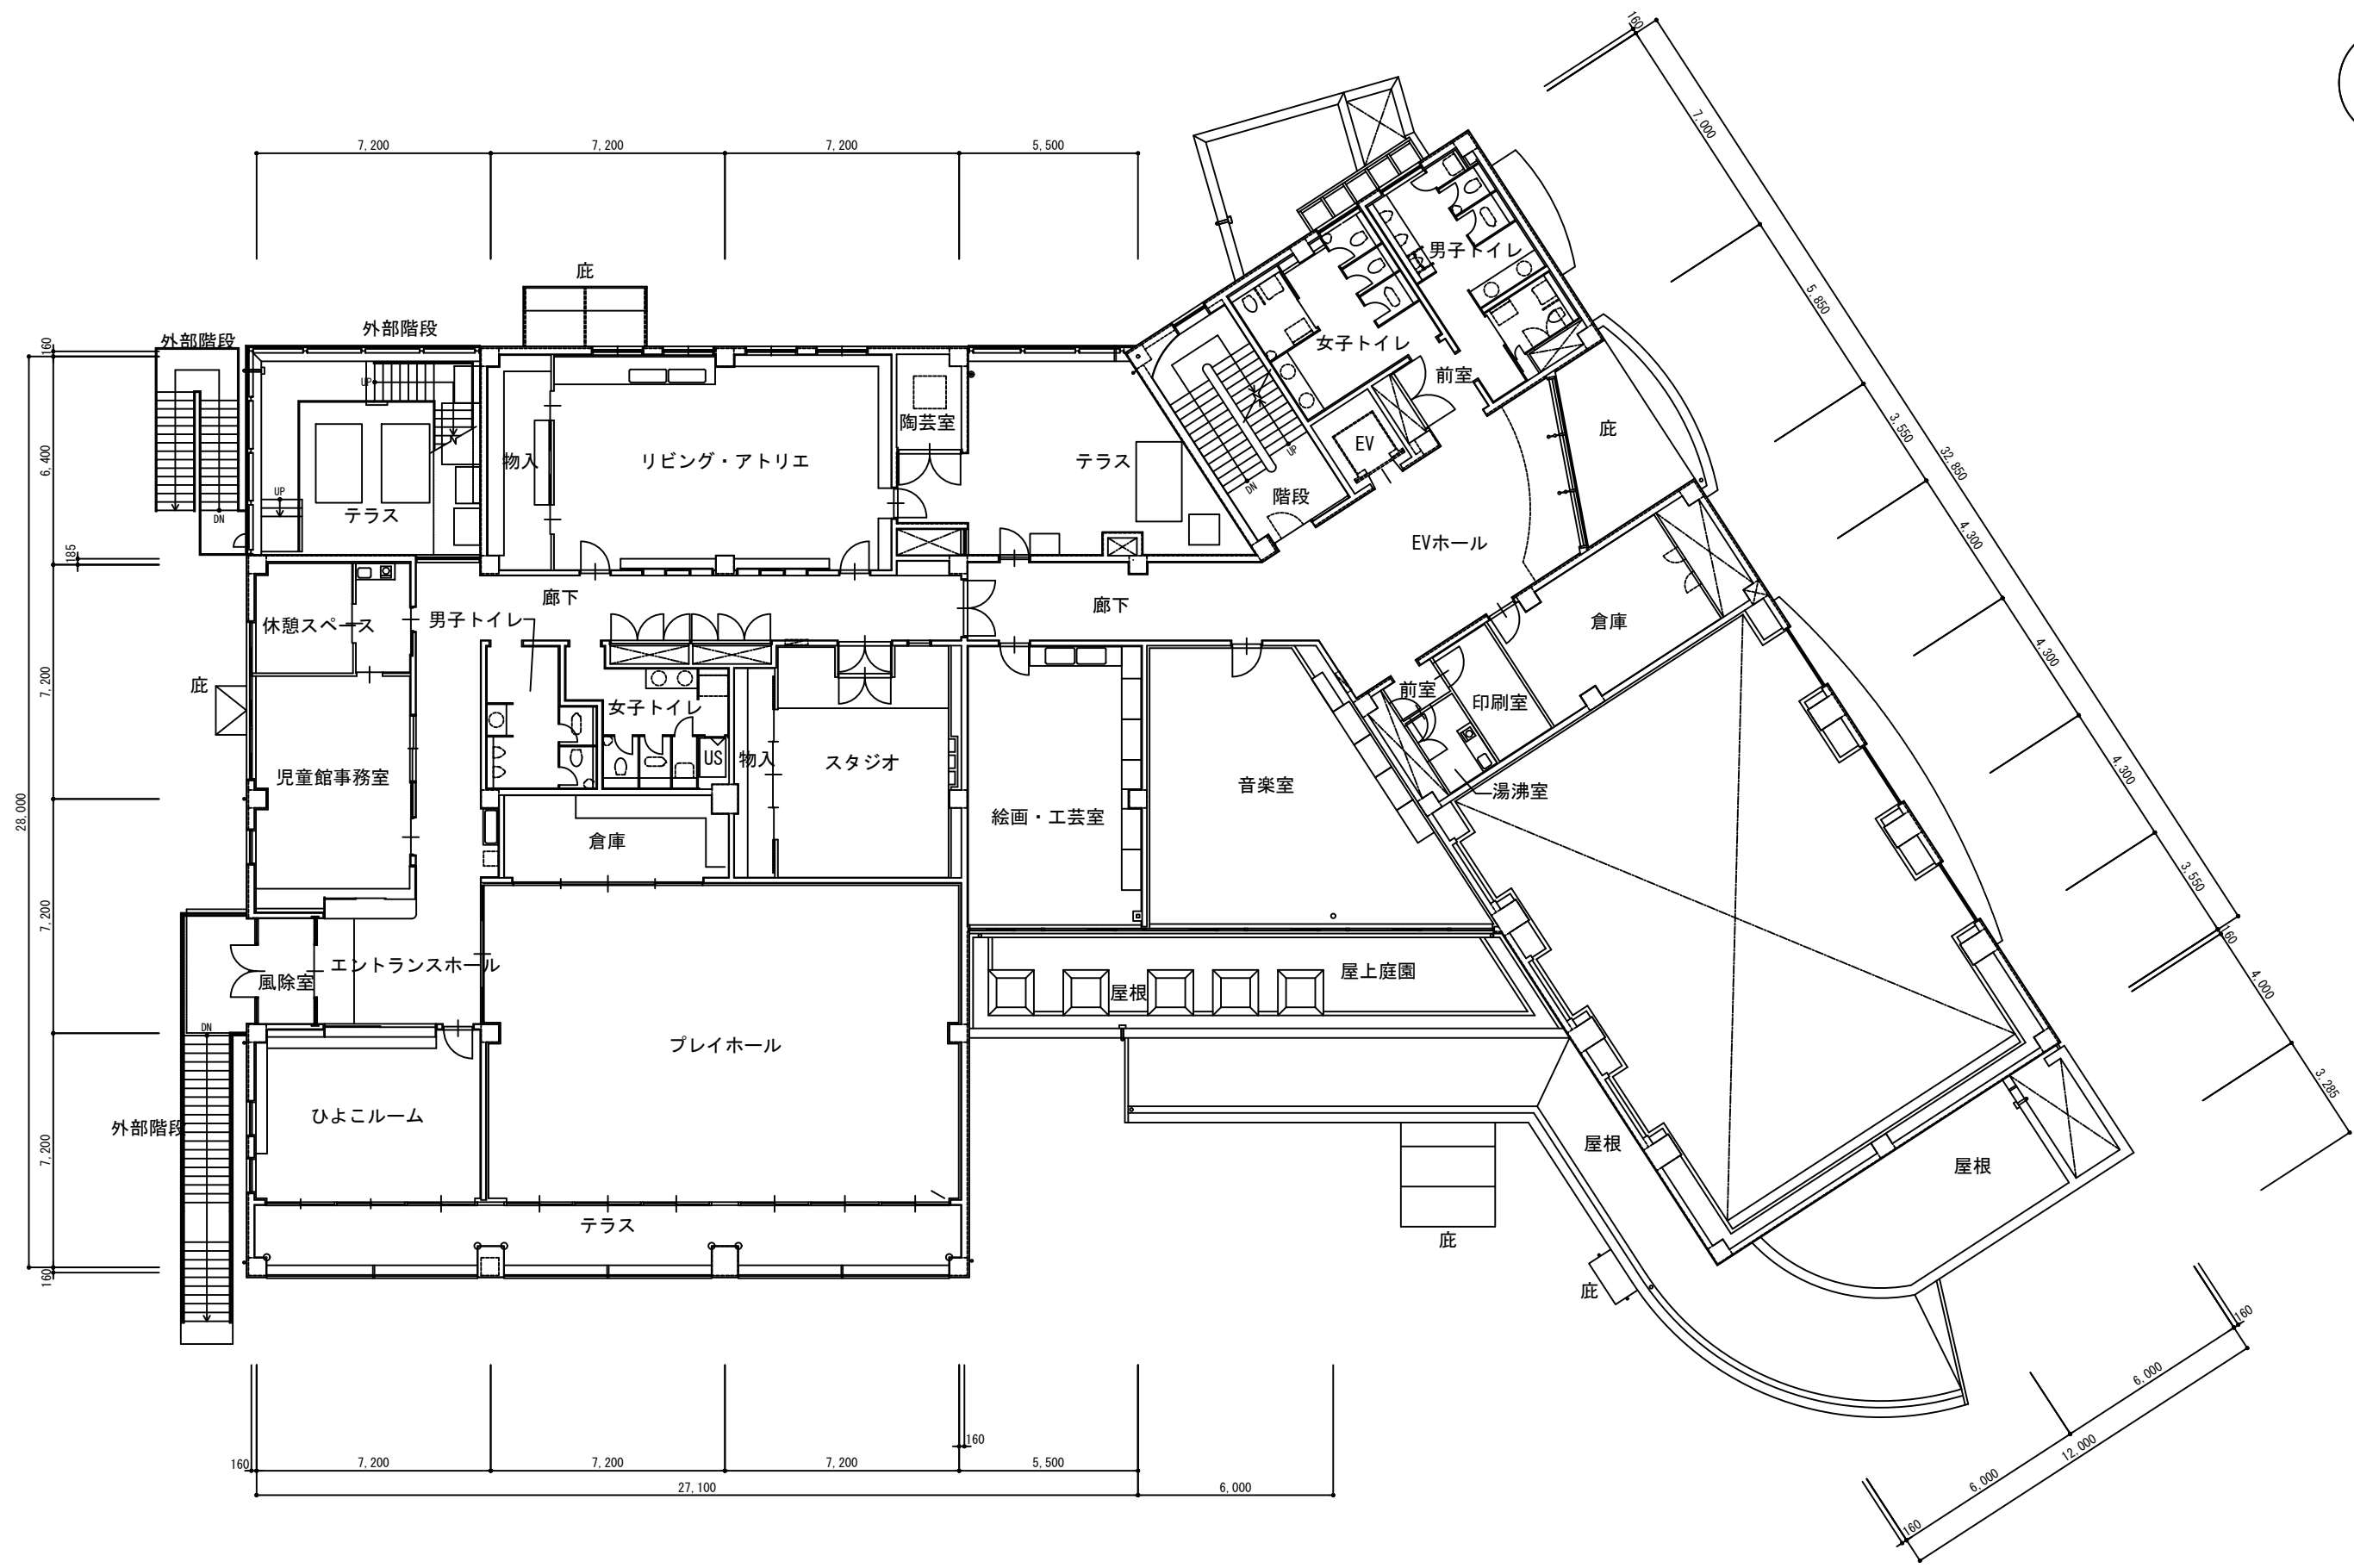 160
7,000
7,200
7,200
7,200
5,500
男子トイレ
庇
5,850
外部階段
外部階段
160
女子トイレ
前室
UP
3,550
32,850
陶芸室
庇
EV
6,400
物入
リビング・アトリエ
テラス
UP
DN
UP
DN
階段
テラス
EVホール
4,300
185
廊下
廊下
男子トイレ
休憩スペース
倉庫
4,300
庇
7,200
前室
印刷室
女子トイレ
US
物入
スタジオ
児童館事務室
音楽室
湯沸室
4,300
28,000
絵画・工芸室
倉庫
3,550
7,200
160
エントランスホール
風除室
屋上庭園
屋根
4,000
DN
プレイホール
3,285
ひよこルーム
外部階段
7,200
屋根
屋根
テラス
庇
160
庇
160
6,000
160
12,000
160
7,200
7,200
7,200
5,500
6,000
27,100
6,000
160